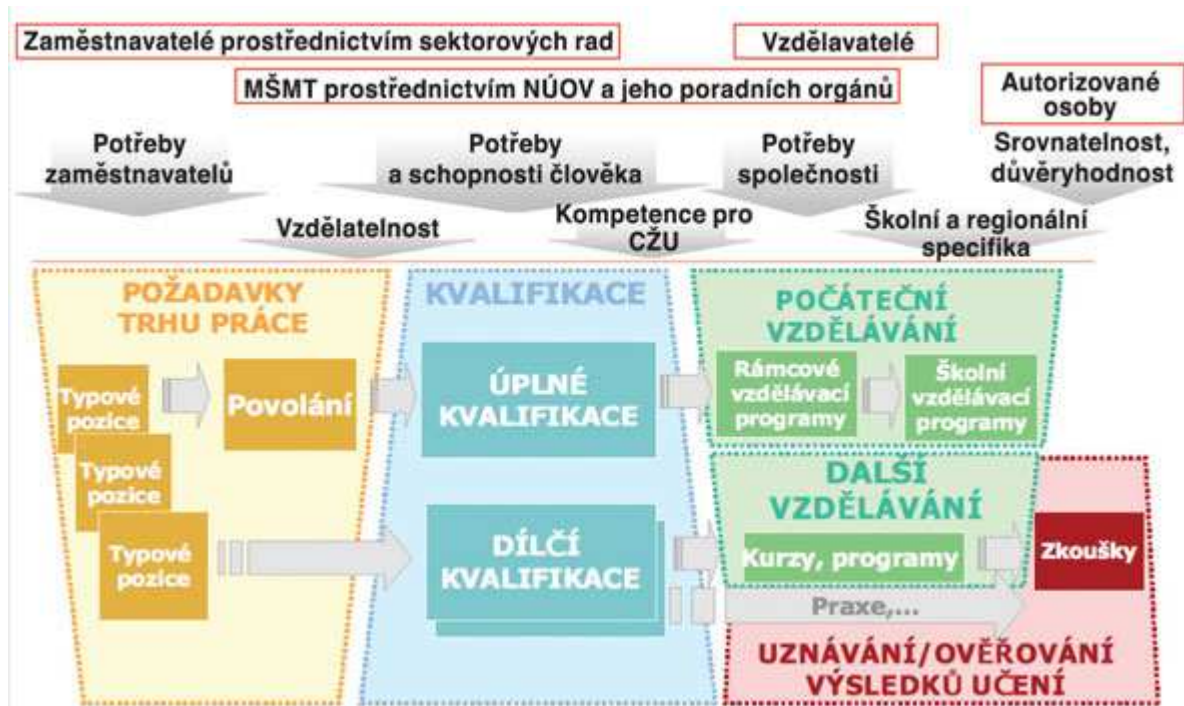 Zaměstnavatelé prostřednictvím sektorových rad
Vzdělavatelé
MŠMT prostřednictvím NÚOV a jeho poradních orgánů
Autorizované
osoby
Potřeby
zaměstnavatelů
Potřeby
a schopnosti člověka
Potřeby
společnosti
Srovnatelnost,
důvěryhodnost
Vzdělatelnost
Kompetence pro
CŽU
Školní a regionální
specifika
POŽADAVKY
TRHU PRÁCE
KVALIFIKACE
POČÁTEČNÍ
VZDĚLÁVÁNÍ
Typové
pozice
Povolání
ÚPLNÉ
KVALIFIKACE
Rámcové
vzdělávací
programy
Školní
vzdělávací
programy
Typové
pozice
DALŠÍ
VZDĚLÁVÁNÍ
Typové
pozice
DÍLČÍ
KVALIFIKACE
Kurzy, programy
Zkoušky
Praxe,...
UZNÁVÁNÍ/OVĚŘOVÁNÍ
VÝSLEDKŮ UČENÍ